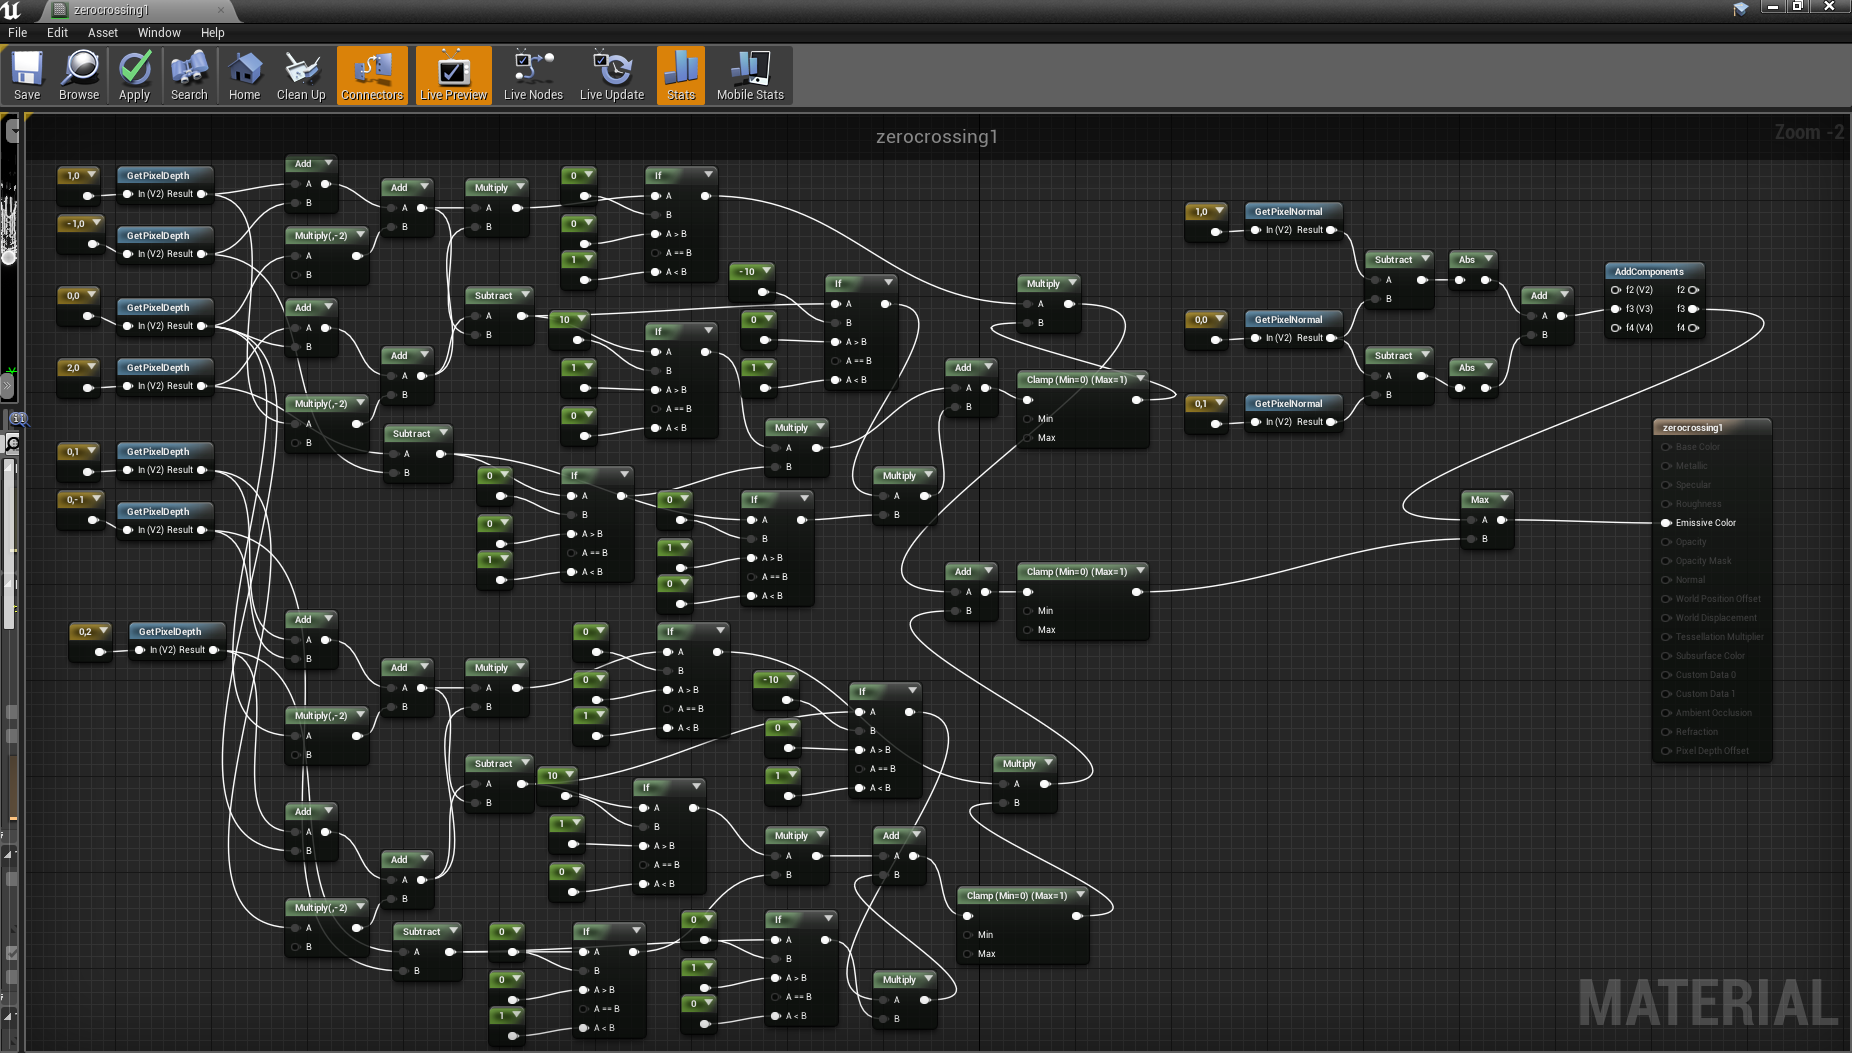 zerocrossing1
File Edit Asset Window Help
Save Browse Apply Search Home Clean Up Connectors Live Preview Live Nodes Live Update Stats Mobile Stats
zerocrossing1
Zoom -2
1,0
GetPixelDepth
In (V2) Result
-1,0
GetPixelDepth
In (V2) Result
0,0
GetPixelDepth
In (V2) Result
2,0
GetPixelDepth
In (V2) Result
0,1
GetPixelDepth
In (V2) Result
0,-1
GetPixelDepth
In (V2) Result
0,2
GetPixelDepth
In (V2) Result
Add
A
B
Multiply(,-2)
A
B
Add
A
B
Multiply(,-2)
A
B
Add
A
B
Add
A
B
Subtract
A
B
Multiply
A
B
Subtract
A
B
0
0
1
If
A
B
A > B
A == B
A < B
10
1
0
If
A
B
A > B
A == B
A < B
-10
0
1
If
A
B
A > B
A == B
A < B
0
0
1
If
A
B
A > B
A == B
A < B
0
1
0
If
A
B
A > B
A == B
A < B
Multiply
A
B
Multiply
A
B
Add
A
B
Multiply
A
B
Clamp (Min=0) (Max=1)
Min
Max
Add
A
B
Clamp (Min=0) (Max=1)
Min
Max
1,0
GetPixelNormal
In (V2) Result
0,0
GetPixelNormal
In (V2) Result
0,1
GetPixelNormal
In (V2) Result
Subtract
A
B
Subtract
A
B
Abs
Abs
Add
A
B
AddComponents
f2 (V2) f2
f3 (V3) f3
f4 (V4) f4
Max
A
B
zerocrossing1
Base Color
Metallic
Specular
Roughness
Emissive Color
Opacity
Opacity Mask
Normal
World Position Offset
World Displacement
Tessellation Multiplier
Subsurface Color
Custom Data 0
Custom Data 1
Ambient Occlusion
Refraction
Pixel Depth Offset
Add
A
B
Multiply(,-2)
A
B
Add
A
B
Multiply(,-2)
A
B
Add
A
B
Add
A
B
Subtract
A
B
Multiply
A
B
Subtract
A
B
0
0
1
If
A
B
A > B
A == B
A < B
10
1
0
If
A
B
A > B
A == B
A < B
-10
0
1
If
A
B
A > B
A == B
A < B
0
0
1
If
A
B
A > B
A == B
A < B
0
1
0
If
A
B
A > B
A == B
A < B
Multiply
A
B
Add
A
B
Multiply
A
B
Clamp (Min=0) (Max=1)
Min
Max
Multiply
A
B
MATERIAL